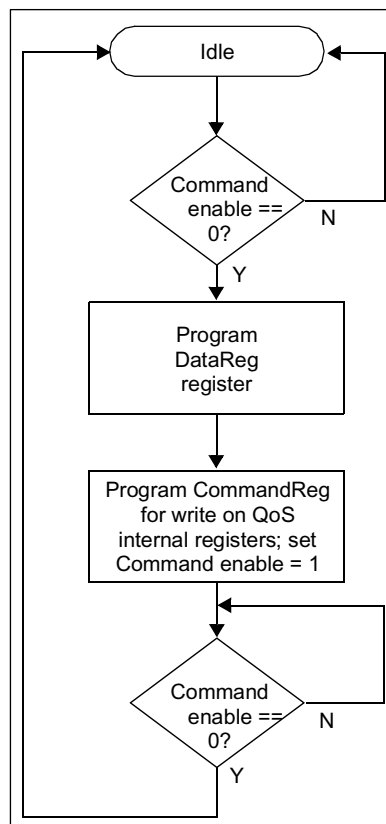 Idle
Command
enable ==
0?
N
Y
Program
DataReg
register
Program CommandReg
for write on QoS
internal registers; set
Command enable = 1
Command
enable ==
0?
N
Y